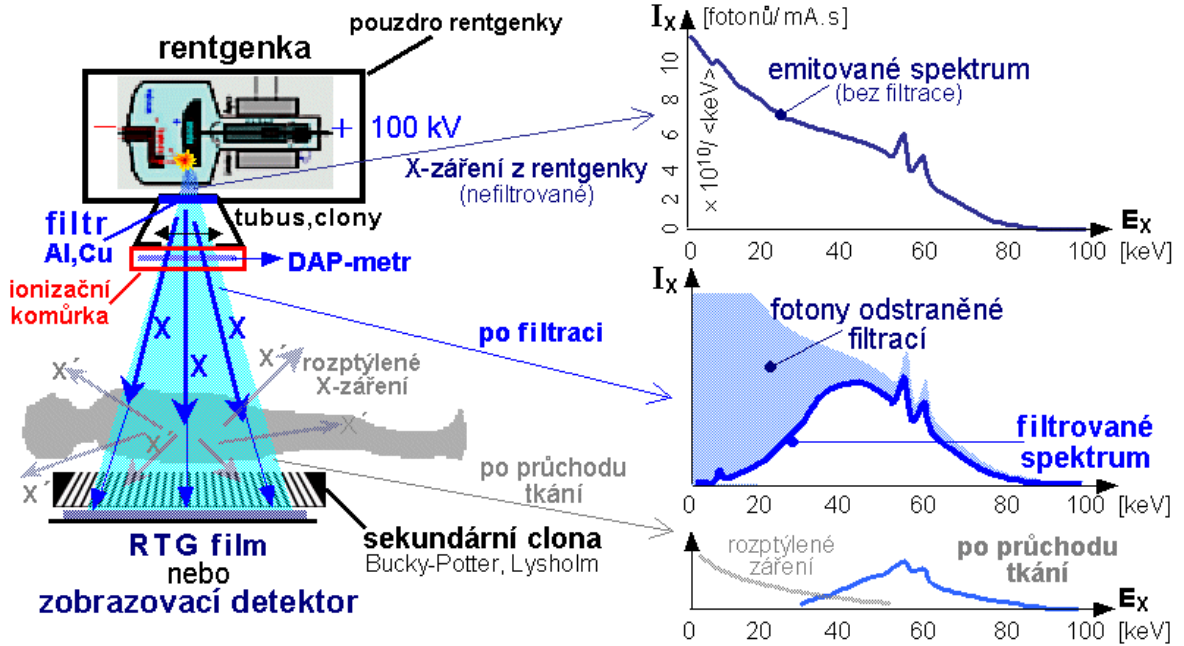 pouzdro rentgenky
rentgenka
− + 100 kV
X-záření z rentgenky
(nefiltrované)
filtr
Al,Cu
tubus,clony
DAP-metr
ionizační
komůrka
X X X
po filtraci
X´ X´ X´ X´ X´
rozptýlené
X-záření
po průchodu
tkání
sekundární clona
Bucky-Potter, Lysholm
RTG film
nebo
zobrazovací detektor
IX [fotonů/mA.s]
× 10¹⁰/ <keV>
0 2 4 6 8 10
emitované spektrum
(bez filtrace)
EX
0 20 40 60 80 100 [keV]
IX
fotony odstraněné
filtrací
filtrované
spektrum
EX
0 20 40 60 80 100 [keV]
rozptýlené
záření
po průchodu
tkání
EX
0 20 40 60 80 100 [keV]